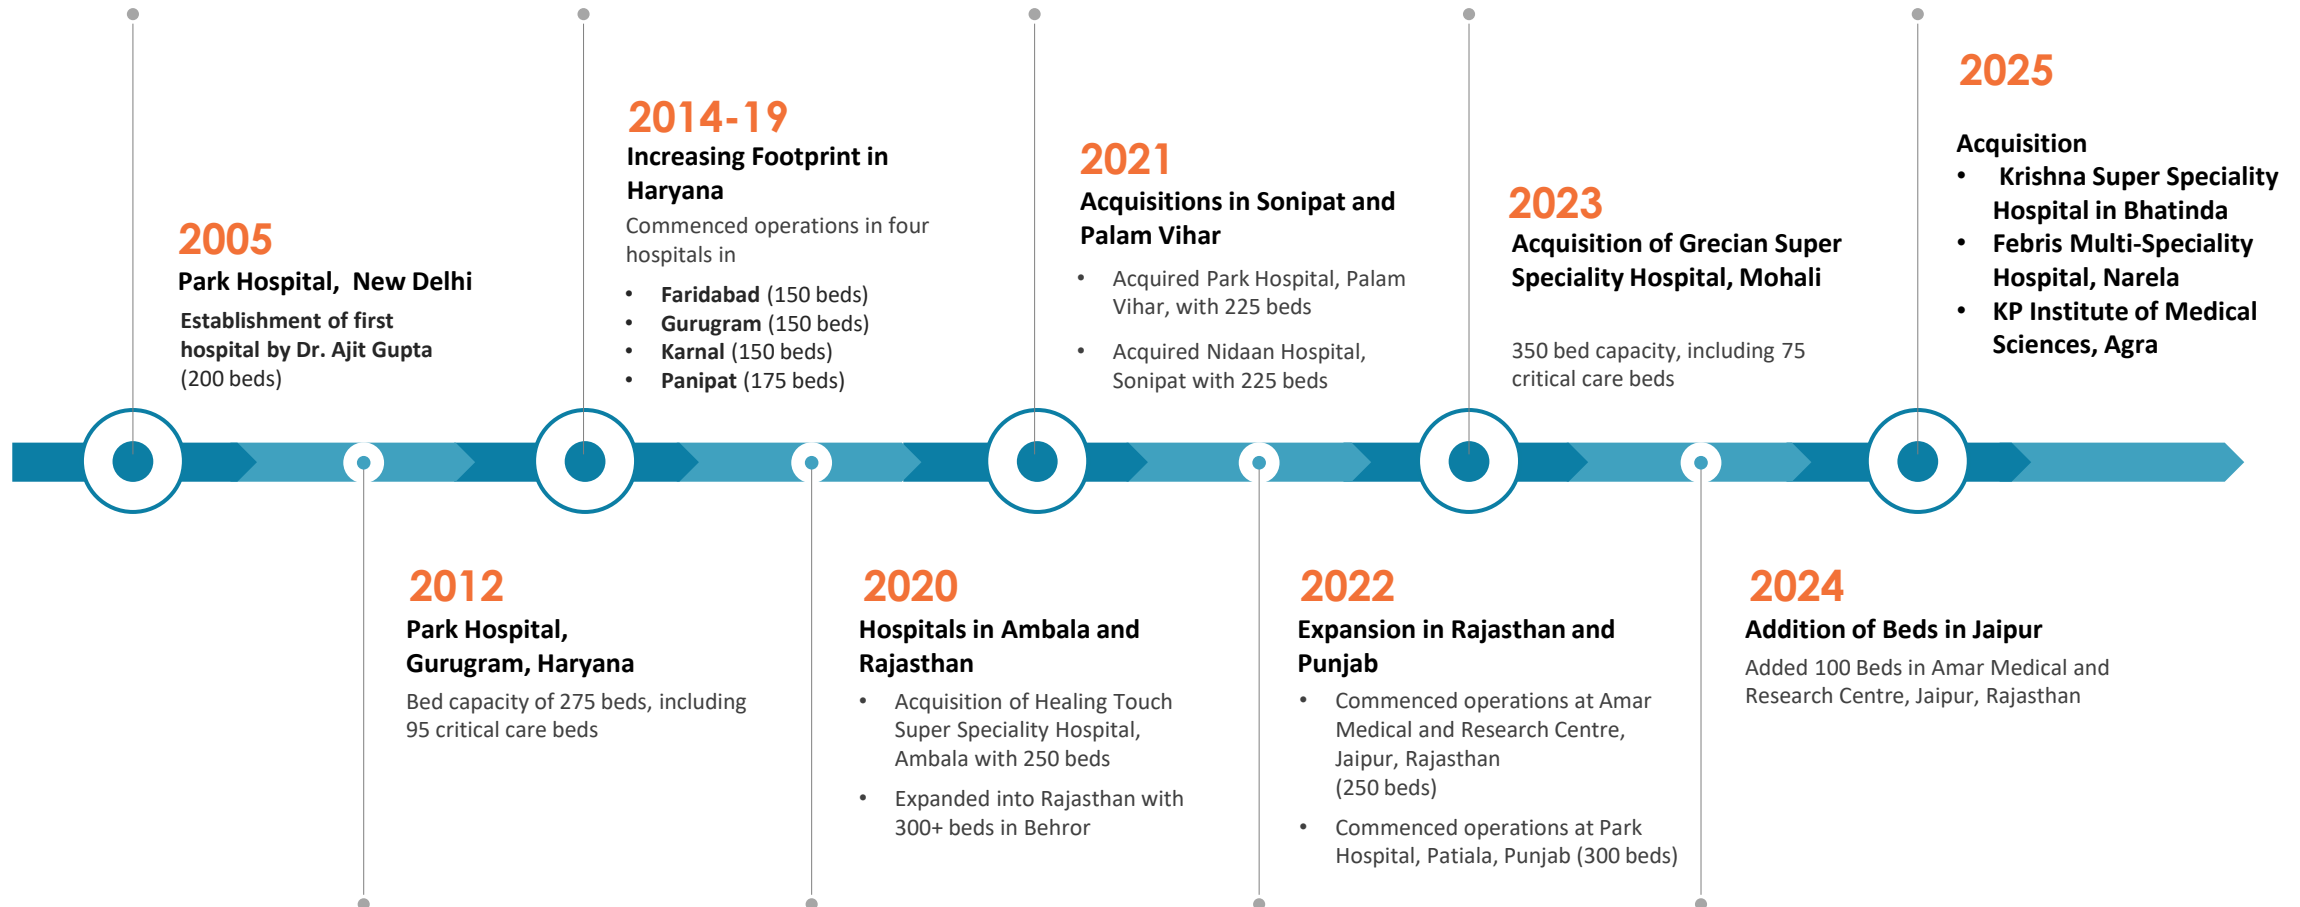 2005
Park Hospital, New Delhi
Establishment of first
hospital by Dr. Ajit Gupta
(200 beds)
2012
Park Hospital,
Gurugram, Haryana
Bed capacity of 275 beds, including
95 critical care beds
2014-19
Increasing Footprint in
Haryana
Commenced operations in four
hospitals in
• Faridabad (150 beds)
• Gurugram (150 beds)
• Karnal (150 beds)
• Panipat (175 beds)
2020
Hospitals in Ambala and
Rajasthan
• Acquisition of Healing Touch
Super Speciality Hospital,
Ambala with 250 beds
• Expanded into Rajasthan with
300+ beds in Behror
2021
Acquisitions in Sonipat and
Palam Vihar
• Acquired Park Hospital, Palam
Vihar, with 225 beds
• Acquired Nidaan Hospital,
Sonipat with 225 beds
2022
Expansion in Rajasthan and
Punjab
• Commenced operations at Amar
Medical and Research Centre,
Jaipur, Rajasthan
(250 beds)
• Commenced operations at Park
Hospital, Patiala, Punjab (300 beds)
2023
Acquisition of Grecian Super
Speciality Hospital, Mohali
350 bed capacity, including 75
critical care beds
2024
Addition of Beds in Jaipur
Added 100 Beds in Amar Medical and
Research Centre, Jaipur, Rajasthan
2025
Acquisition
• Krishna Super Speciality
Hospital in Bhatinda
• Febris Multi-Speciality
Hospital, Narela
• KP Institute of Medical
Sciences, Agra